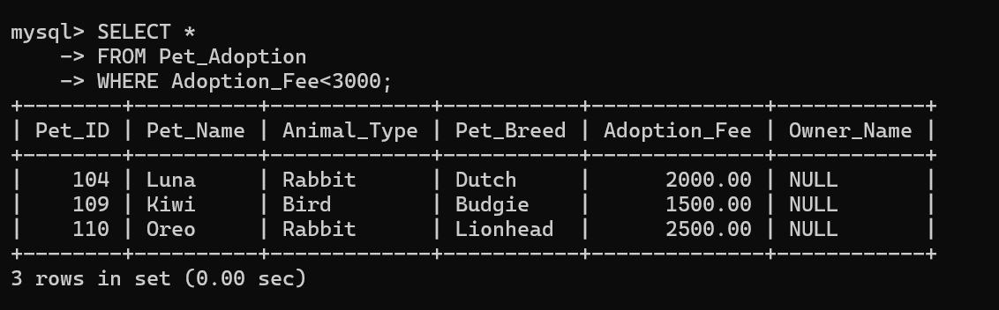 mysql> SELECT *
    -> FROM Pet_Adoption
    -> WHERE Adoption_Fee<3000;
+--------+----------+-------------+-----------+--------------+------------+
| Pet_ID | Pet_Name | Animal_Type | Pet_Breed | Adoption_Fee | Owner_Name |
+--------+----------+-------------+-----------+--------------+------------+
|    104 | Luna     | Rabbit      | Dutch     |      2000.00 | NULL       |
|    109 | Kiwi     | Bird        | Budgie    |      1500.00 | NULL       |
|    110 | Oreo     | Rabbit      | Lionhead  |      2500.00 | NULL       |
+--------+----------+-------------+-----------+--------------+------------+
3 rows in set (0.00 sec)